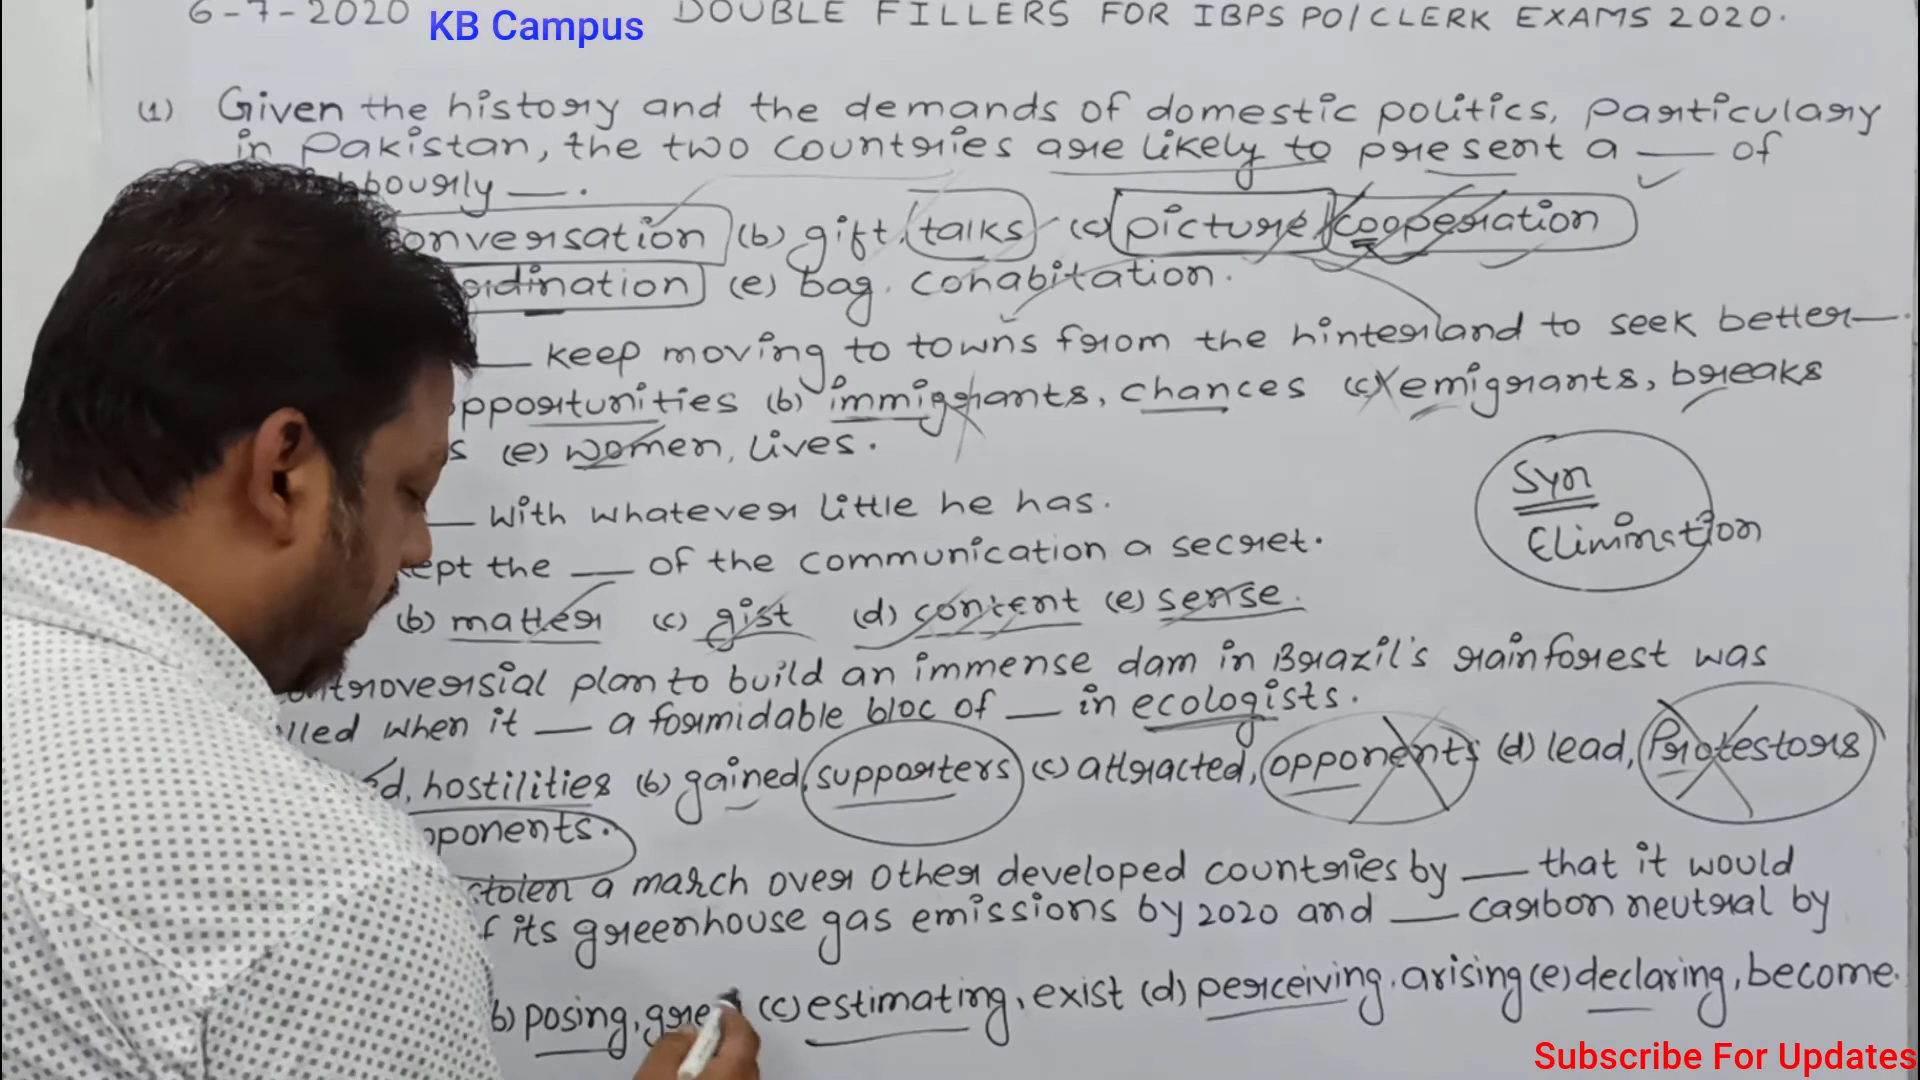 6-7-2020 KB Campus DOUBLE FILLERS FOR IBPS PO/CLERK EXAMS 2020.
(1) Given the history and the demands of domestic politics, particulary
in Pakistan, the two countries are likely to present a ___ of
bourly ___.
onversation (b) gift, talks (c) picture, cooperation
rdination (e) bag, cohabitation.
___ keep moving to towns from the hinterland to seek better ___.
pportunities (b) immigrants, chances (c) emigrants, breaks
s (e) women, lives.
___ with whatever little he has.
ept the ___ of the communication a secret.
(b) matter (c) gist (d) content (e) sense.
Syn
Elimination
ntroversial plan to build an immense dam in Brazil's rainforest was
lled when it ___ a formidable bloc of ___ in ecologists.
d, hostilities (b) gained, supporters (c) attracted, opponents (d) lead, Protestors
pponents.
stolen a march over other developed countries by ___ that it would
f its greenhouse gas emissions by 2020 and ___ carbon neutral by
b) posing, gre (c) estimating, exist (d) perceiving, arising (e) declaring, become.
Subscribe For Updates